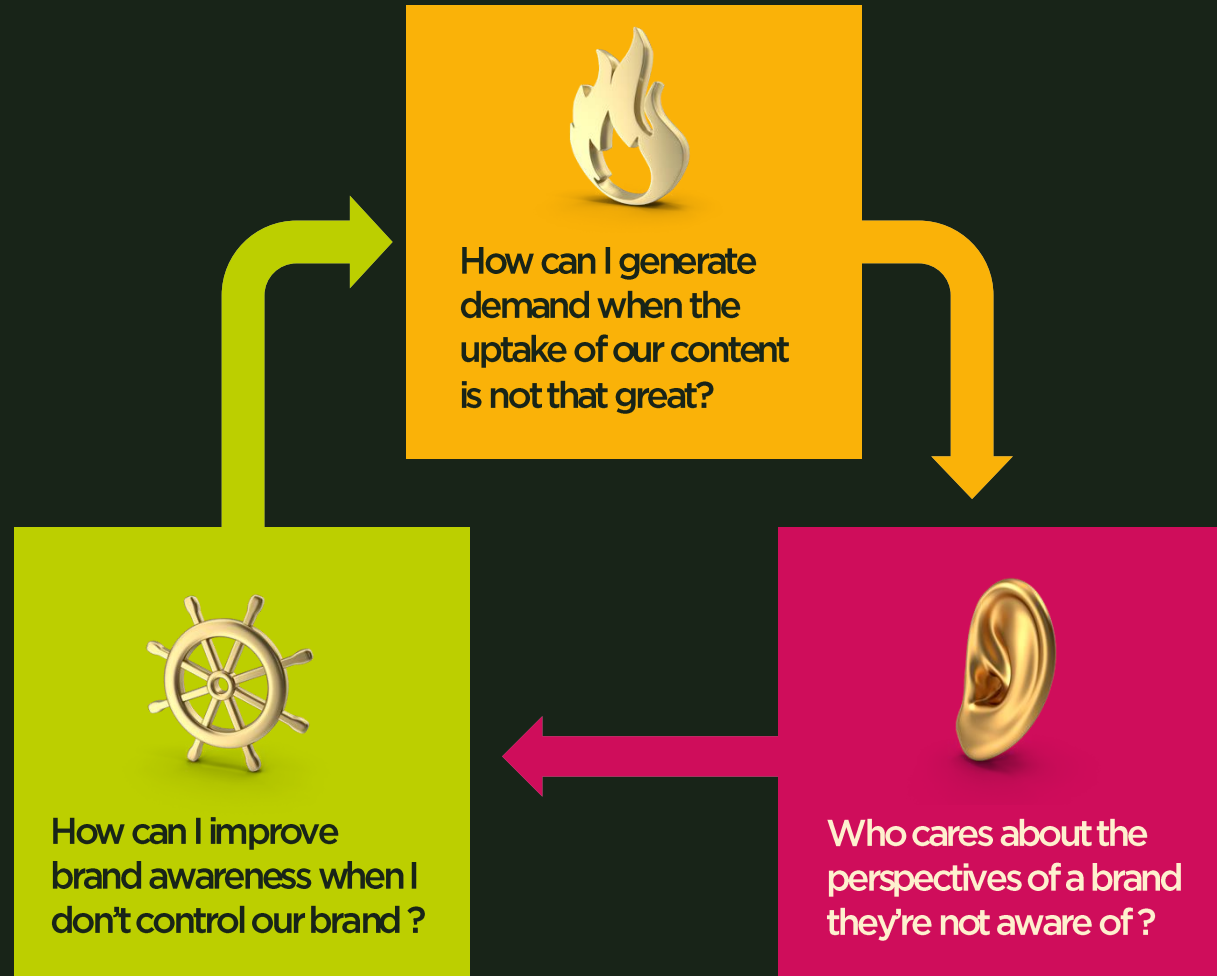 How can I generate
demand when the
uptake of our content
is not that great?
How can I improve
brand awareness when I
don't control our brand ?
Who cares about the
perspectives of a brand
they're not aware of ?